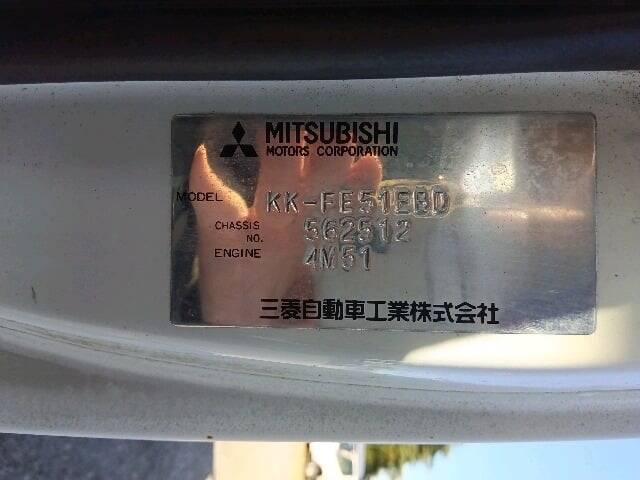 MITSUBISHI
MOTORS CORPORATION
MODEL KK-FE51EBD
CHASSIS NO. 562512
ENGINE 4M51
三菱自動車工業株式会社